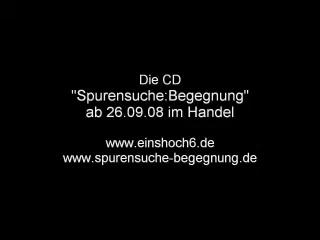 Die CD
"Spurensuche:Begegnung"
ab 26.09.08 im Handel
www.einshoch6.de
www.spurensuche-begegnung.de